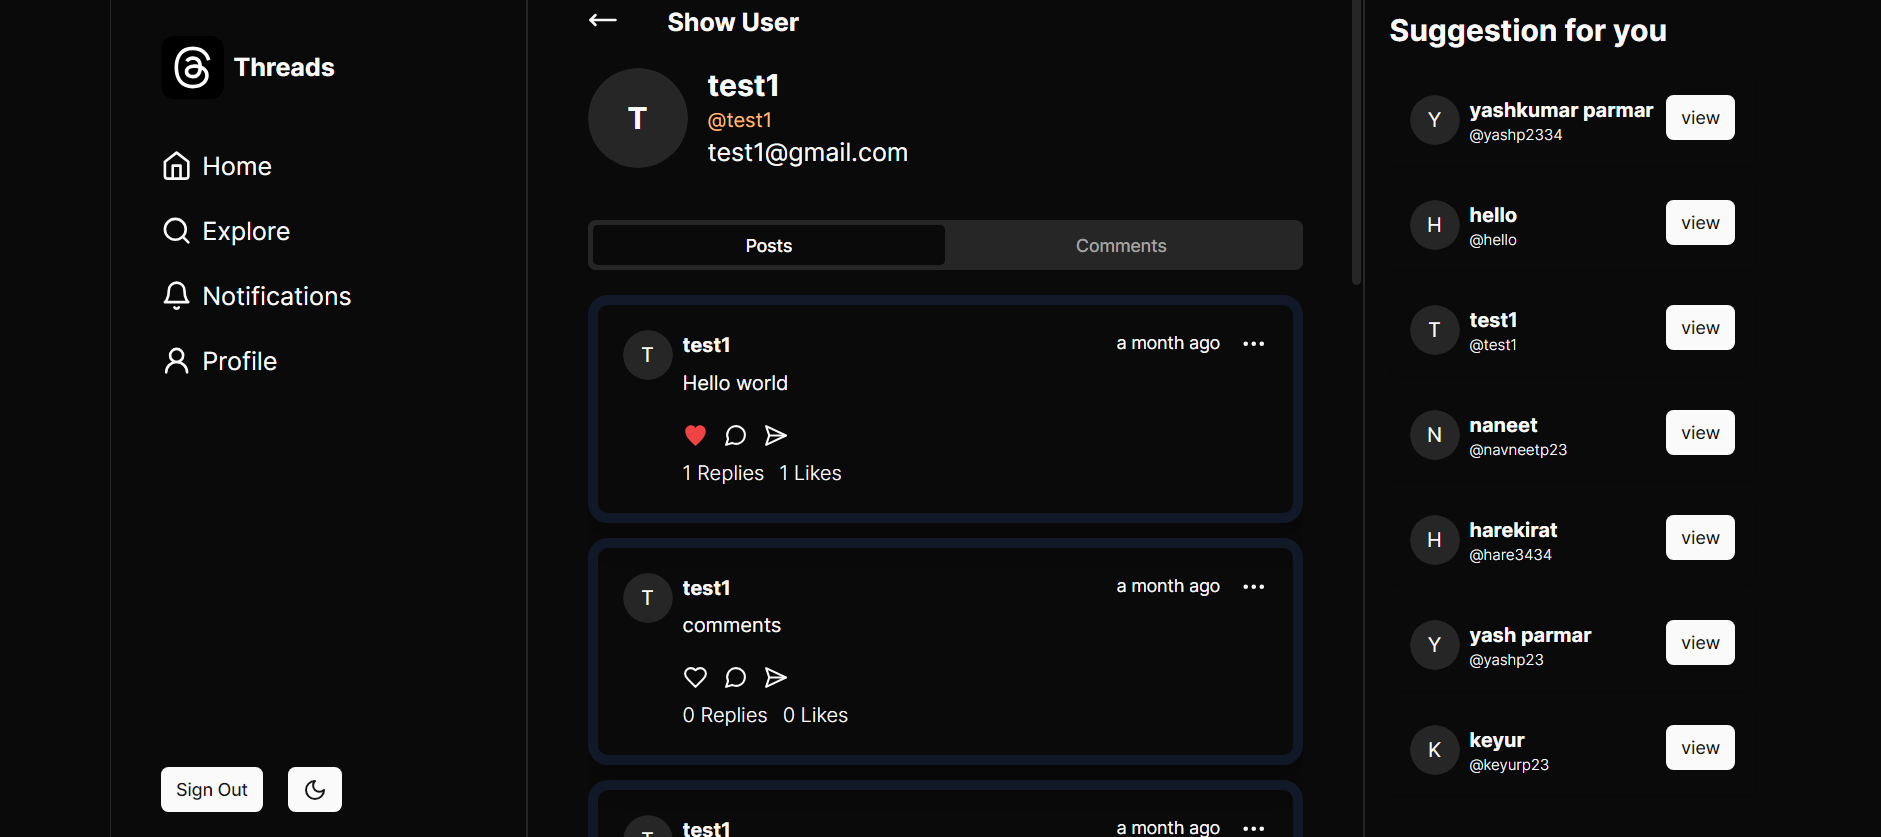 Threads
Home
Explore
Notifications
Profile
Sign Out
Show User
T
test1
@test1
test1@gmail.com
Posts
Comments
T
test1
a month ago
Hello world
1 Replies 1 Likes
T
test1
a month ago
comments
0 Replies 0 Likes
T
test1
a month ago
Suggestion for you
Y
yashkumar parmar
@yashp2334
view
H
hello
@hello
view
T
test1
@test1
view
N
naneet
@navneetp23
view
H
harekirat
@hare3434
view
Y
yash parmar
@yashp23
view
K
keyur
@keyurp23
view